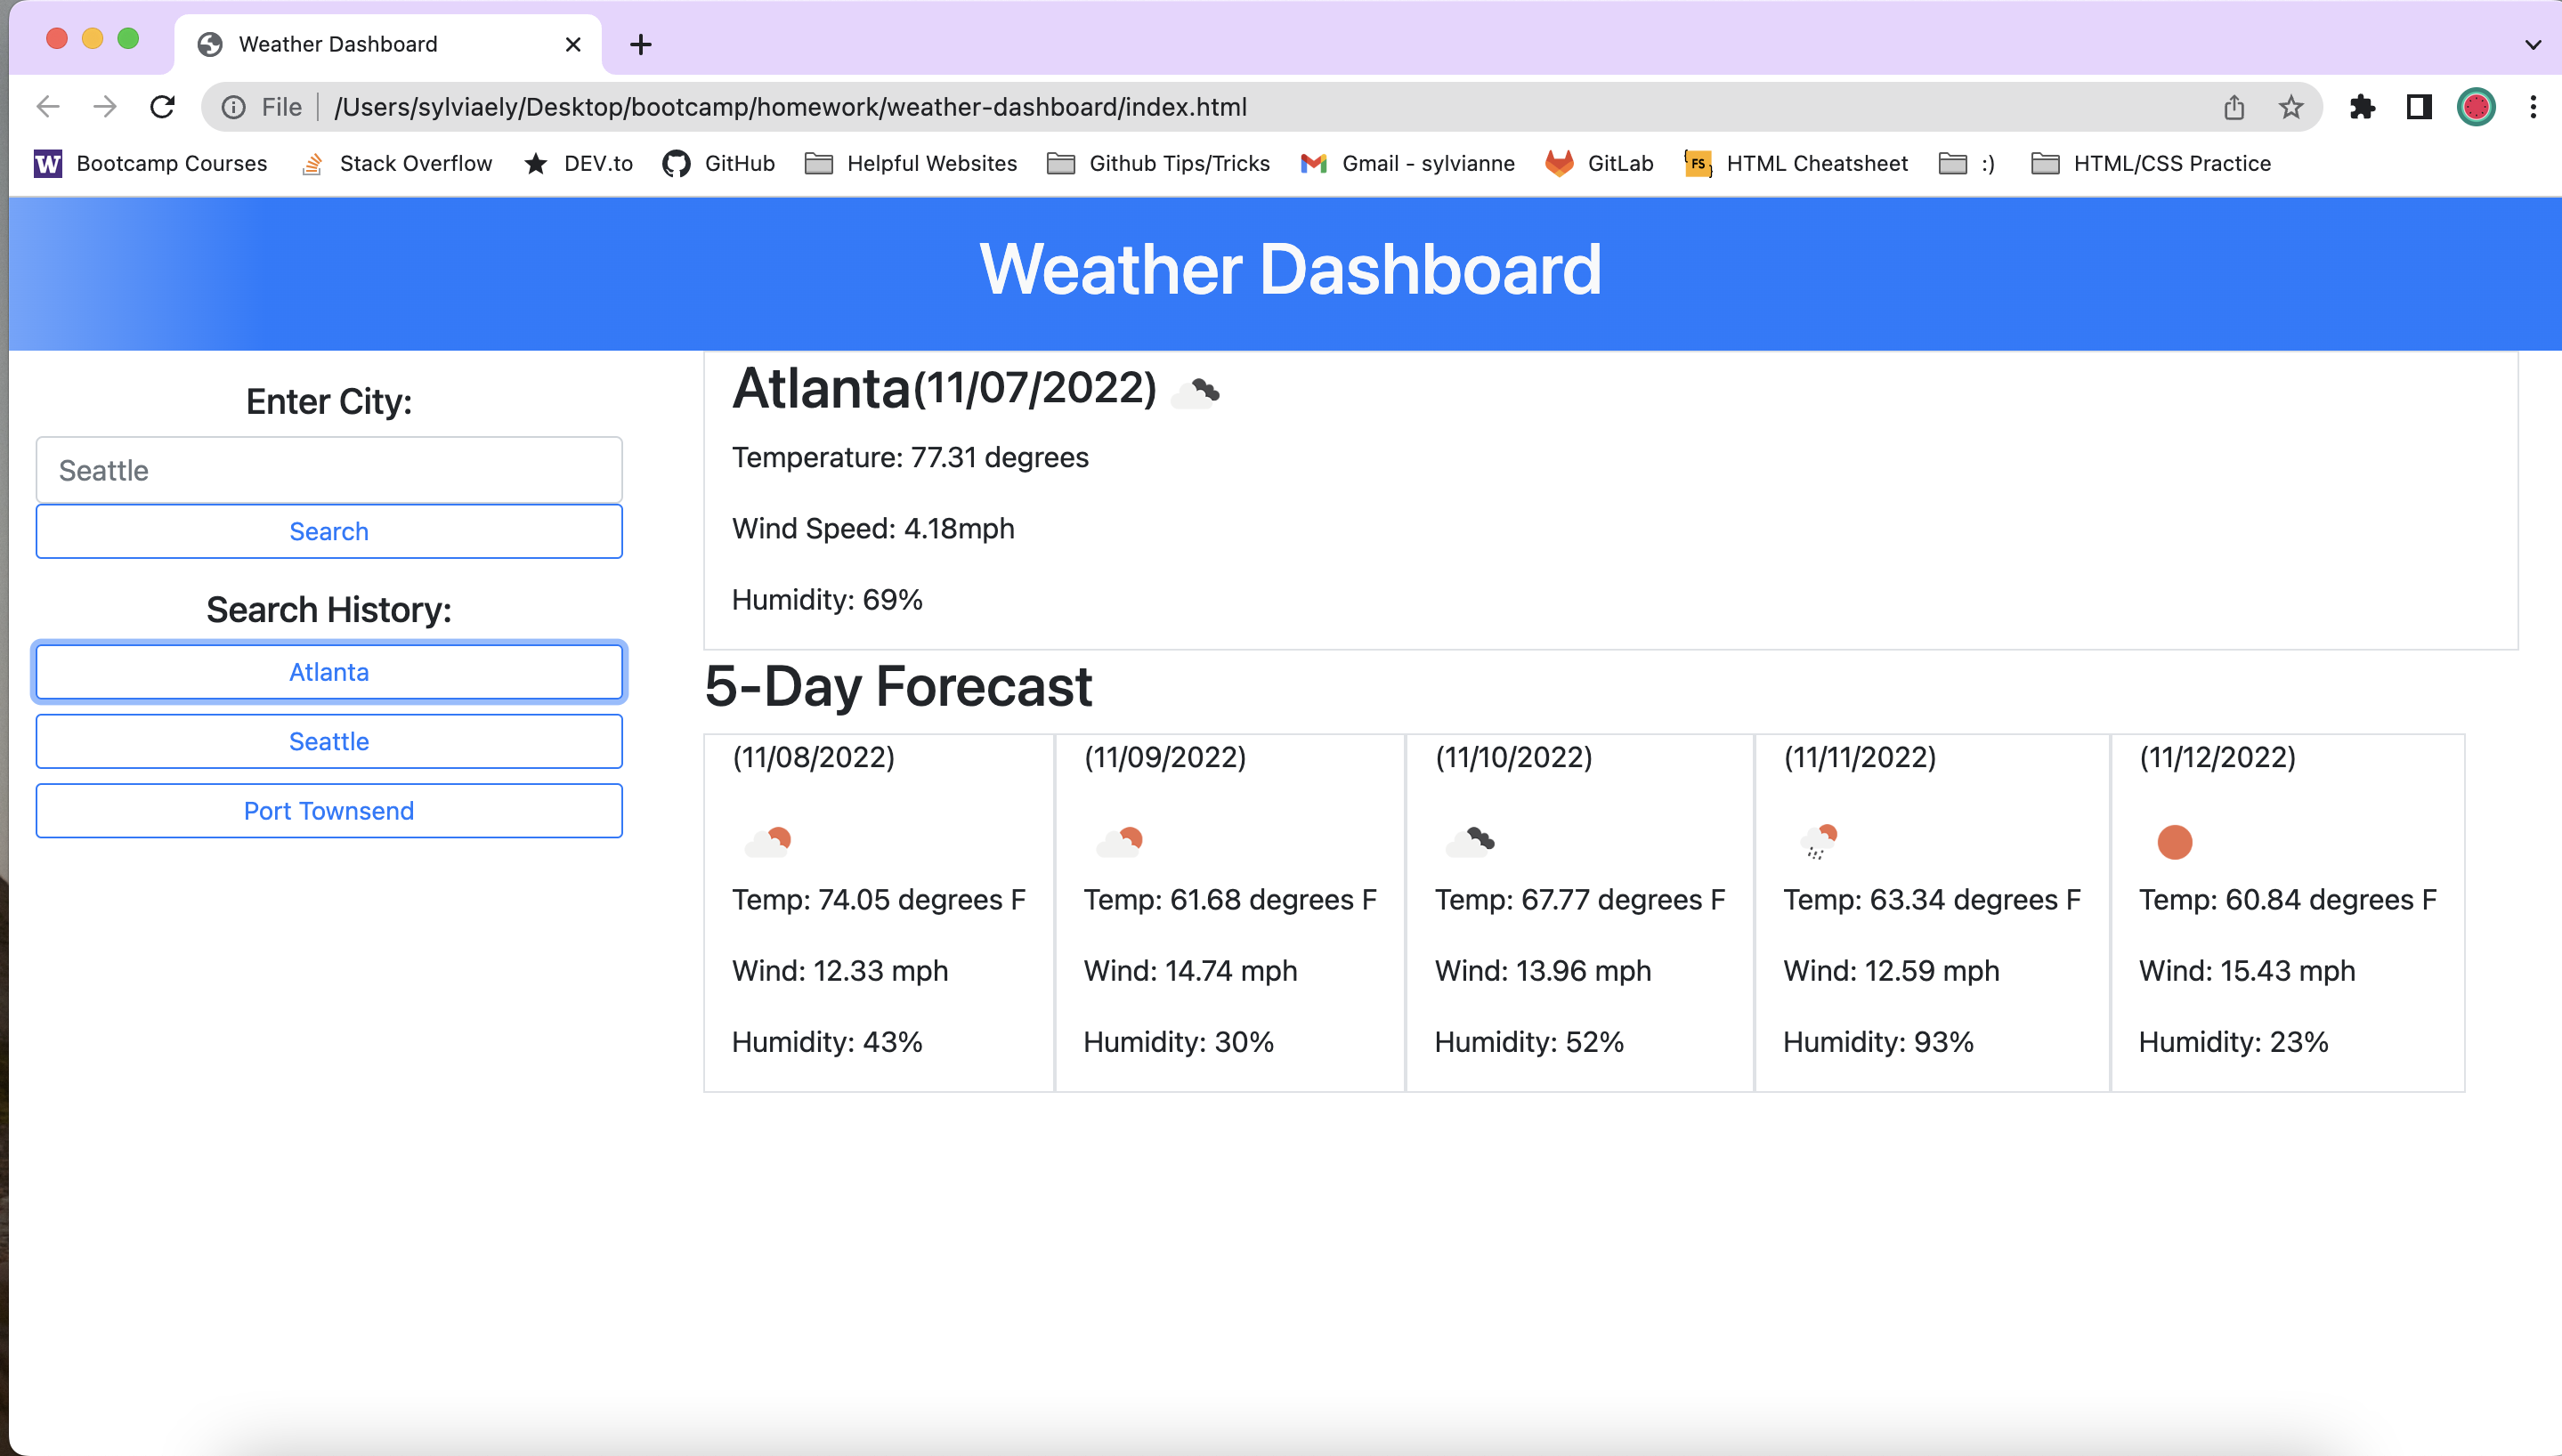 Weather Dashboard
File /Users/sylviaely/Desktop/bootcamp/homework/weather-dashboard/index.html
W Bootcamp Courses Stack Overflow DEV.to GitHub Helpful Websites Github Tips/Tricks Gmail - sylvianne GitLab FS HTML Cheatsheet :) HTML/CSS Practice
Weather Dashboard
Enter City:
Seattle
Search
Search History:
Atlanta
Seattle
Port Townsend
Atlanta(11/07/2022)
Temperature: 77.31 degrees
Wind Speed: 4.18mph
Humidity: 69%
5-Day Forecast
(11/08/2022)
Temp: 74.05 degrees F
Wind: 12.33 mph
Humidity: 43%
(11/09/2022)
Temp: 61.68 degrees F
Wind: 14.74 mph
Humidity: 30%
(11/10/2022)
Temp: 67.77 degrees F
Wind: 13.96 mph
Humidity: 52%
(11/11/2022)
Temp: 63.34 degrees F
Wind: 12.59 mph
Humidity: 93%
(11/12/2022)
Temp: 60.84 degrees F
Wind: 15.43 mph
Humidity: 23%